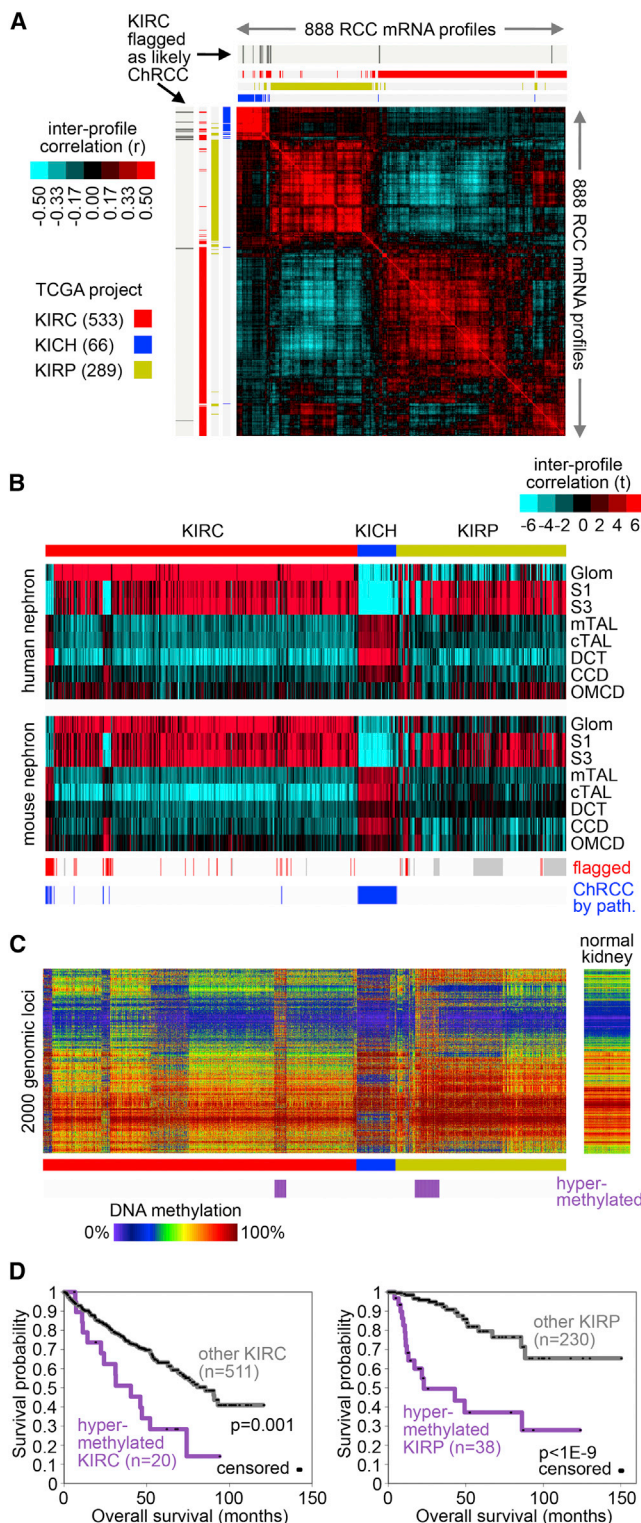 A
KIRC
flagged
as likely
ChRCC
888 RCC mRNA profiles
inter-profile
correlation (r)
-0.50
-0.33
-0.17
0.00
0.17
0.33
0.50
888 RCC mRNA profiles
TCGA project
KIRC (533)
KICH (66)
KIRP (289)
B
inter-profile
correlation (t)
-6 -4 -2 0 2 4 6
KIRC
KICH
KIRP
human nephron
Glom
S1
S3
mTAL
cTAL
DCT
CCD
OMCD
mouse nephron
Glom
S1
S3
mTAL
cTAL
DCT
CCD
OMCD
flagged
ChRCC
by path.
C
normal
kidney
2000 genomic loci
hyper-
methylated
DNA methylation
0%
100%
D
Survival probability
1
0.9
0.8
0.7
0.6
0.5
0.4
0.3
0.2
0.1
0
other KIRC
(n=511)
p=0.001
hyper-
methylated
KIRC (n=20)
censored
0 50 100 150
Overall survival (months)
Survival probability
1
0.9
0.8
0.7
0.6
0.5
0.4
0.3
0.2
0.1
0
other KIRP
(n=230)
hyper-
methylated
KIRP (n=38)
p<1E-9
censored
0 50 100 150
Overall survival (months)